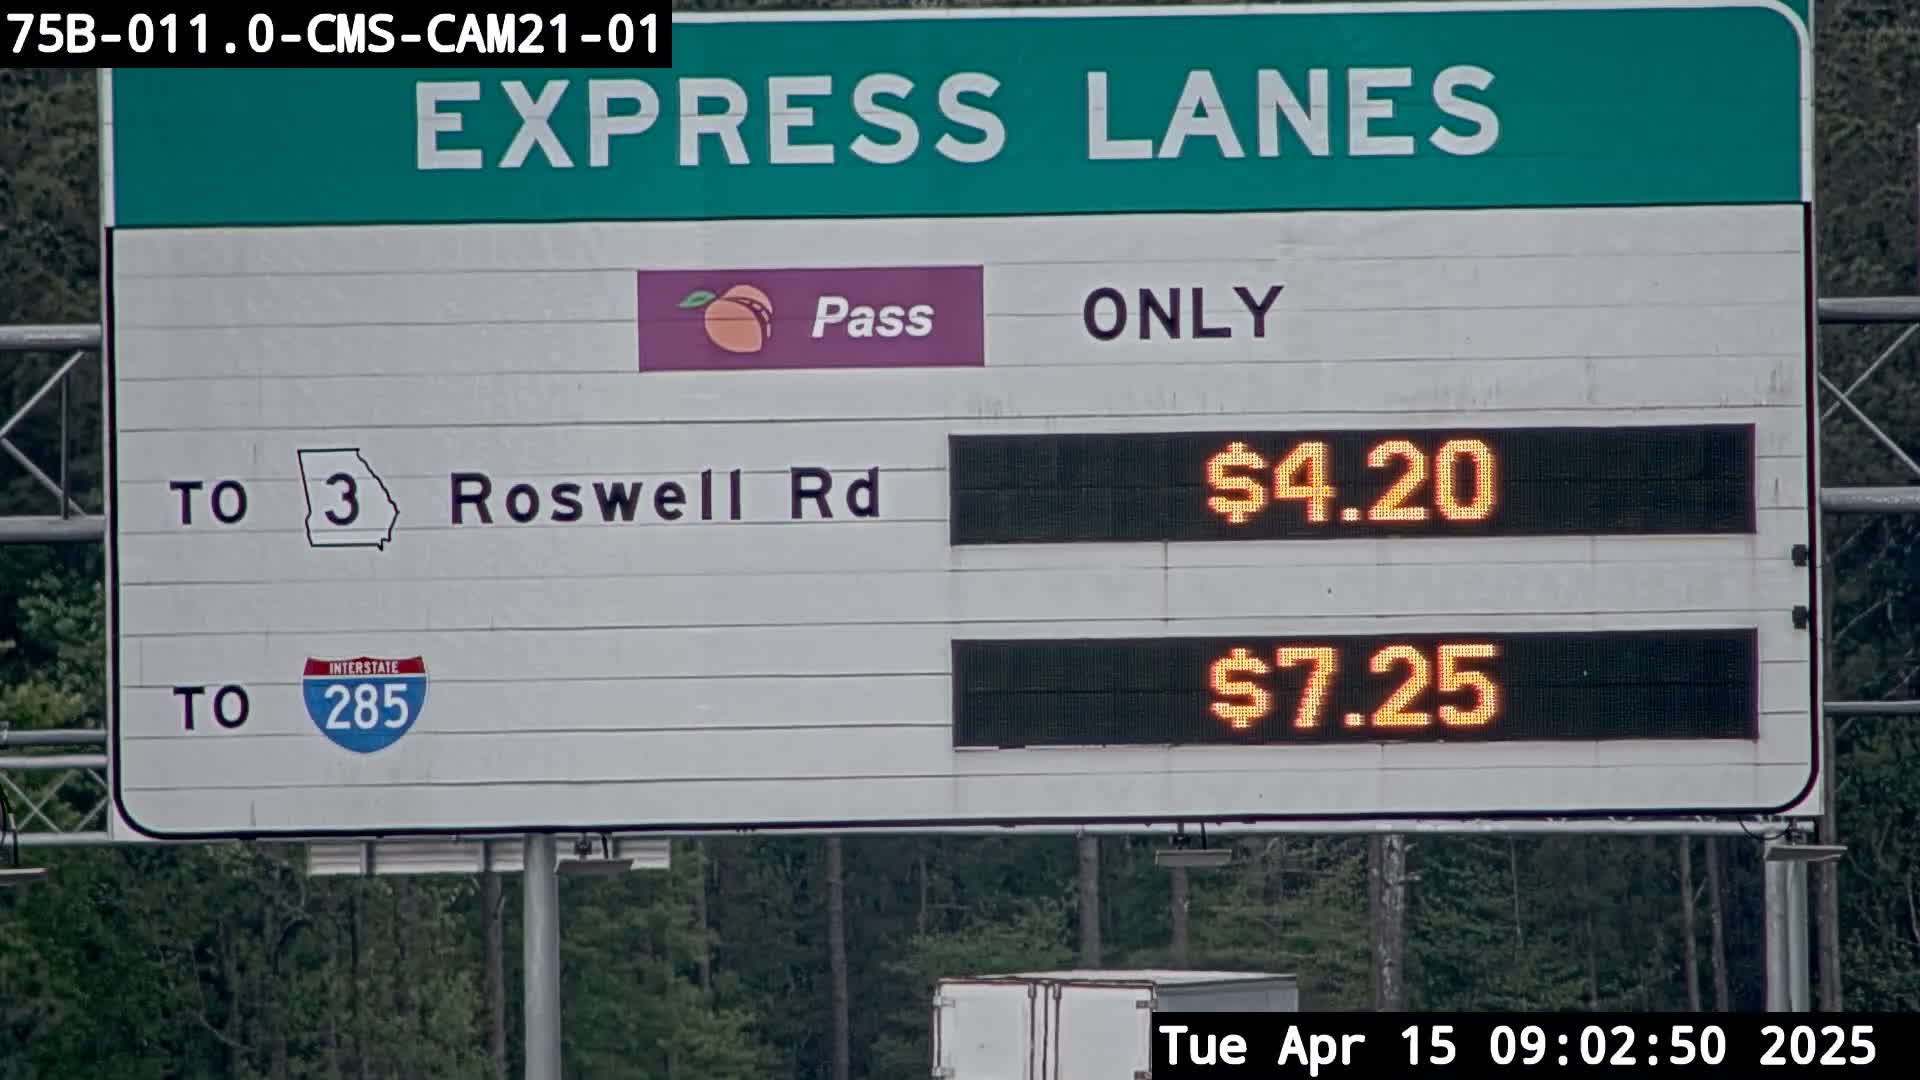 75B-011.0-CMS-CAM21-01
EXPRESS LANES
Pass ONLY
TO 3 Roswell Rd $4.20
TO INTERSTATE 285 $7.25
Tue Apr 15 09:02:50 2025